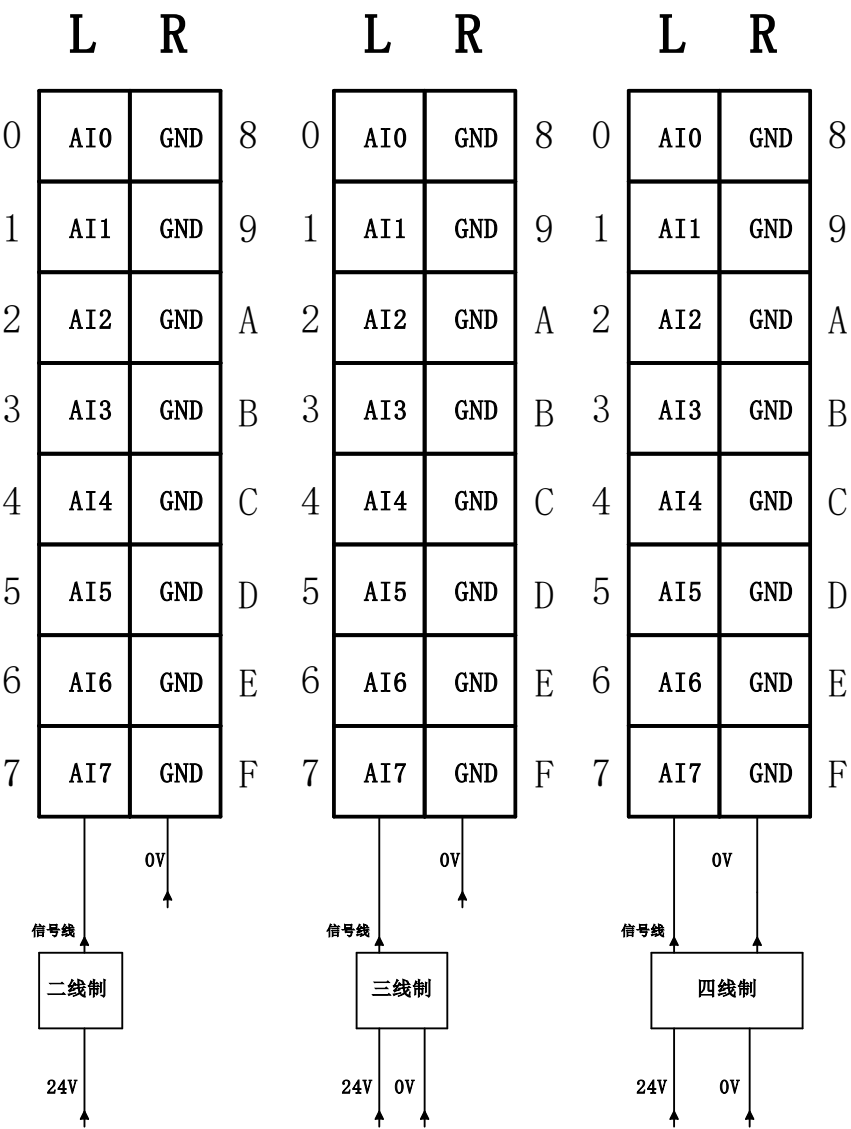 L R L R L R
0 AI0 GND 8 0 AI0 GND 8 0 AI0 GND 8
1 AI1 GND 9 1 AI1 GND 9 1 AI1 GND 9
2 AI2 GND A 2 AI2 GND A 2 AI2 GND A
3 AI3 GND B 3 AI3 GND B 3 AI3 GND B
4 AI4 GND C 4 AI4 GND C 4 AI4 GND C
5 AI5 GND D 5 AI5 GND D 5 AI5 GND D
6 AI6 GND E 6 AI6 GND E 6 AI6 GND E
7 AI7 GND F 7 AI7 GND F 7 AI7 GND F
0V 0V 0V
信号线 信号线 信号线
二线制 三线制 四线制
24V 24V 0V 24V 0V